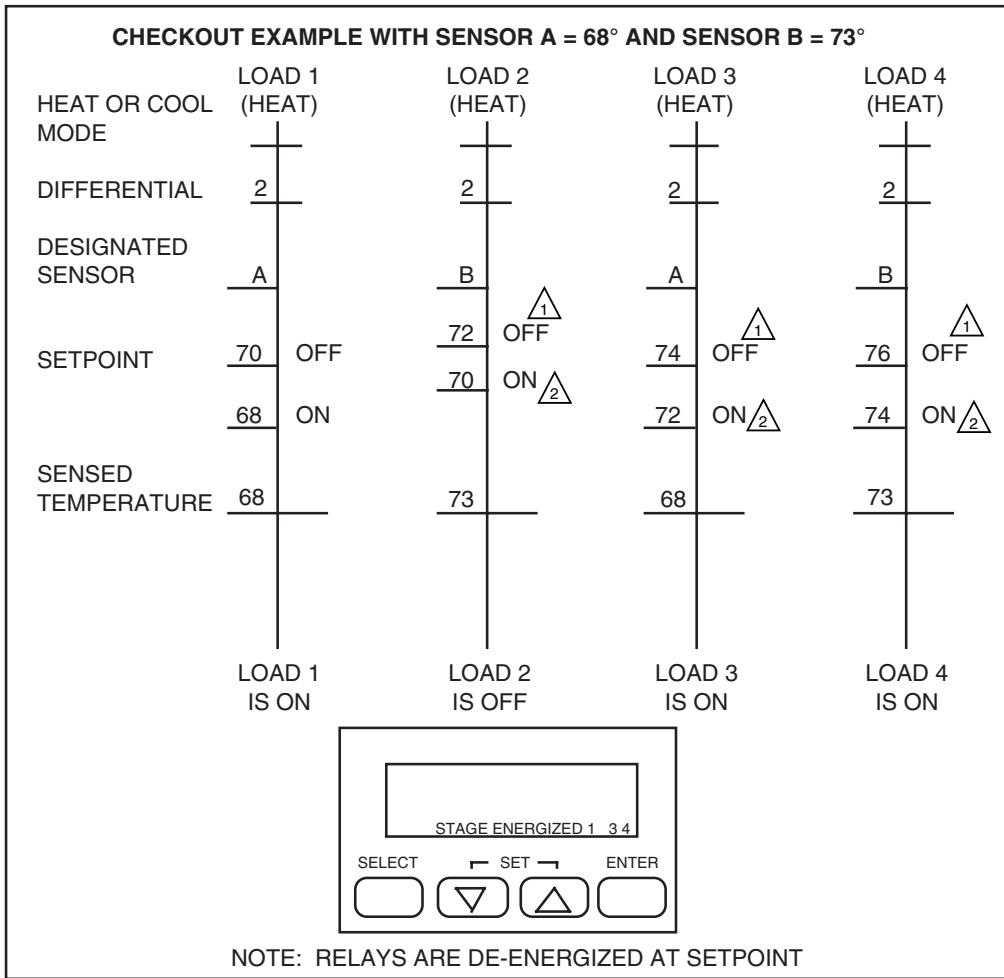 CHECKOUT EXAMPLE WITH SENSOR A = 68° AND SENSOR B = 73°
LOAD 1 LOAD 2 LOAD 3 LOAD 4
HEAT OR COOL (HEAT) (HEAT) (HEAT) (HEAT)
MODE
DIFFERENTIAL 2 2 2 2
DESIGNATED
SENSOR A B A B
1
72 OFF
1 1
SETPOINT 70 OFF 74 OFF 76 OFF
70 ON 2
68 ON 72 ON 2 74 ON 2
SENSED
TEMPERATURE 68 73 68 73
LOAD 1 LOAD 2 LOAD 3 LOAD 4
IS ON IS OFF IS ON IS ON
STAGE ENERGIZED 1 3 4
SELECT SET ENTER
NOTE: RELAYS ARE DE-ENERGIZED AT SETPOINT